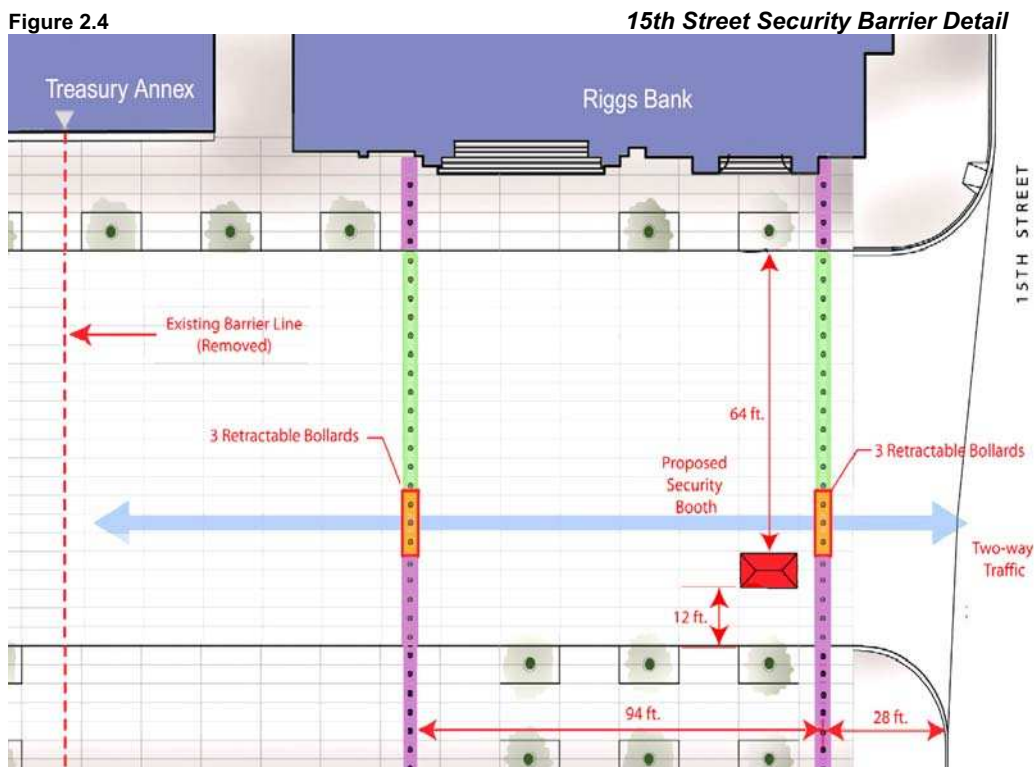 Figure 2.4
15th Street Security Barrier Detail
Treasury Annex
Riggs Bank
15TH STREET
Existing Barrier Line
(Removed)
64 ft.
3 Retractable Bollards
3 Retractable Bollards
Proposed
Security
Booth
Two-way
Traffic
12 ft.
94 ft.
28 ft.